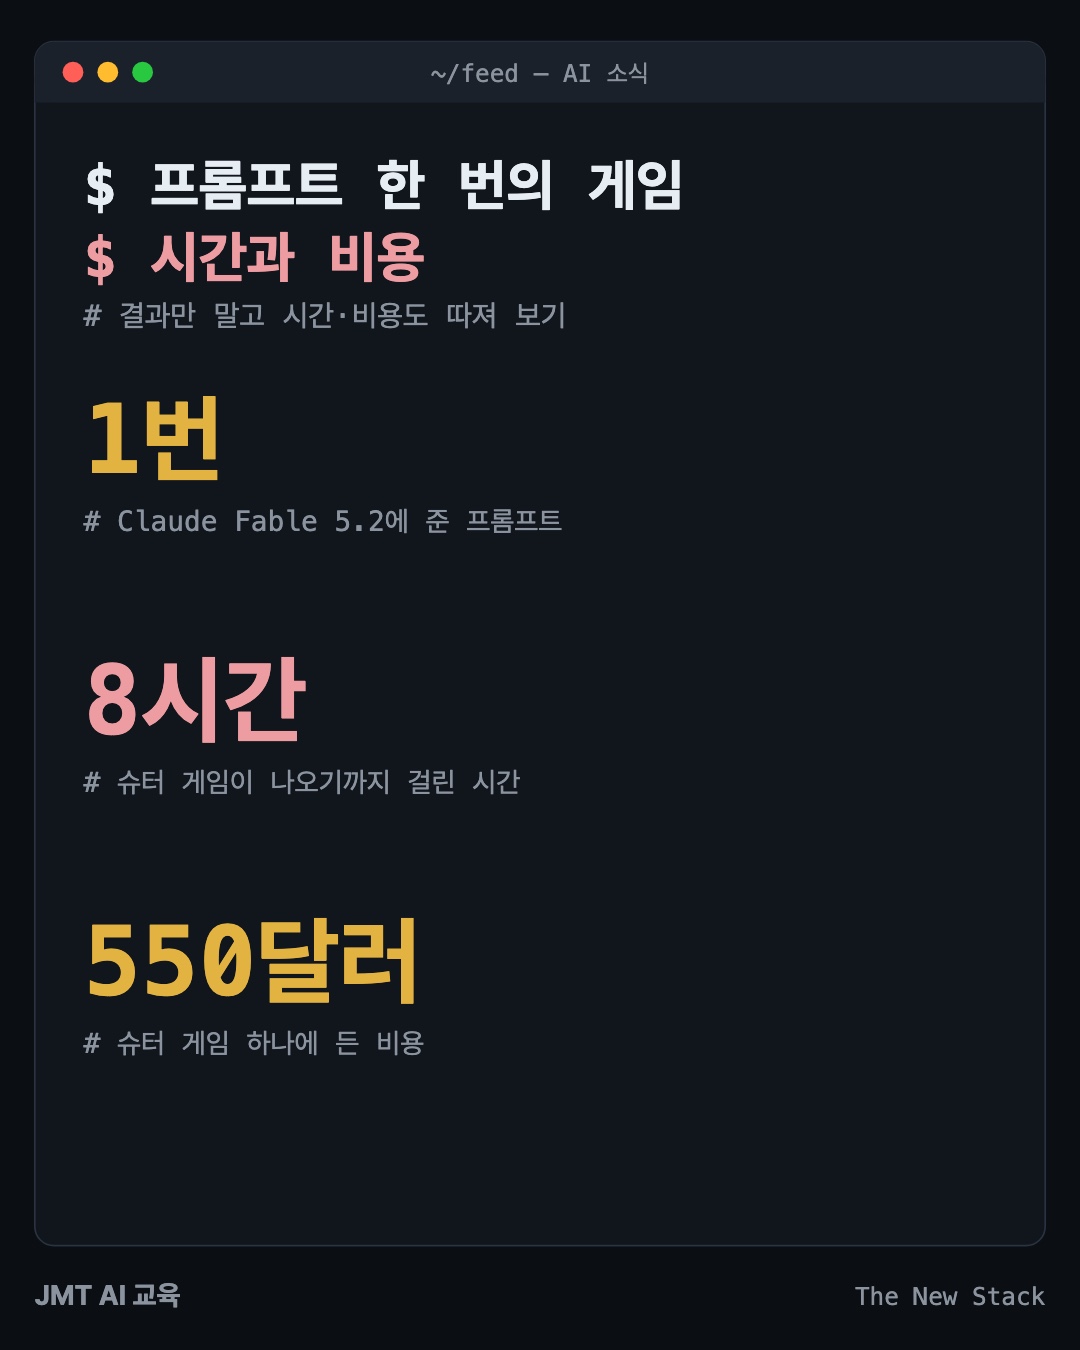 ~/feed — AI 소식
$ 프롬프트 한 번의 게임
$ 시간과 비용
# 결과만 말고 시간·비용도 따져 보기
1번
# Claude Fable 5.2에 준 프롬프트
8시간
# 슈터 게임이 나오기까지 걸린 시간
550달러
# 슈터 게임 하나에 든 비용
JMT AI 교육
The New Stack